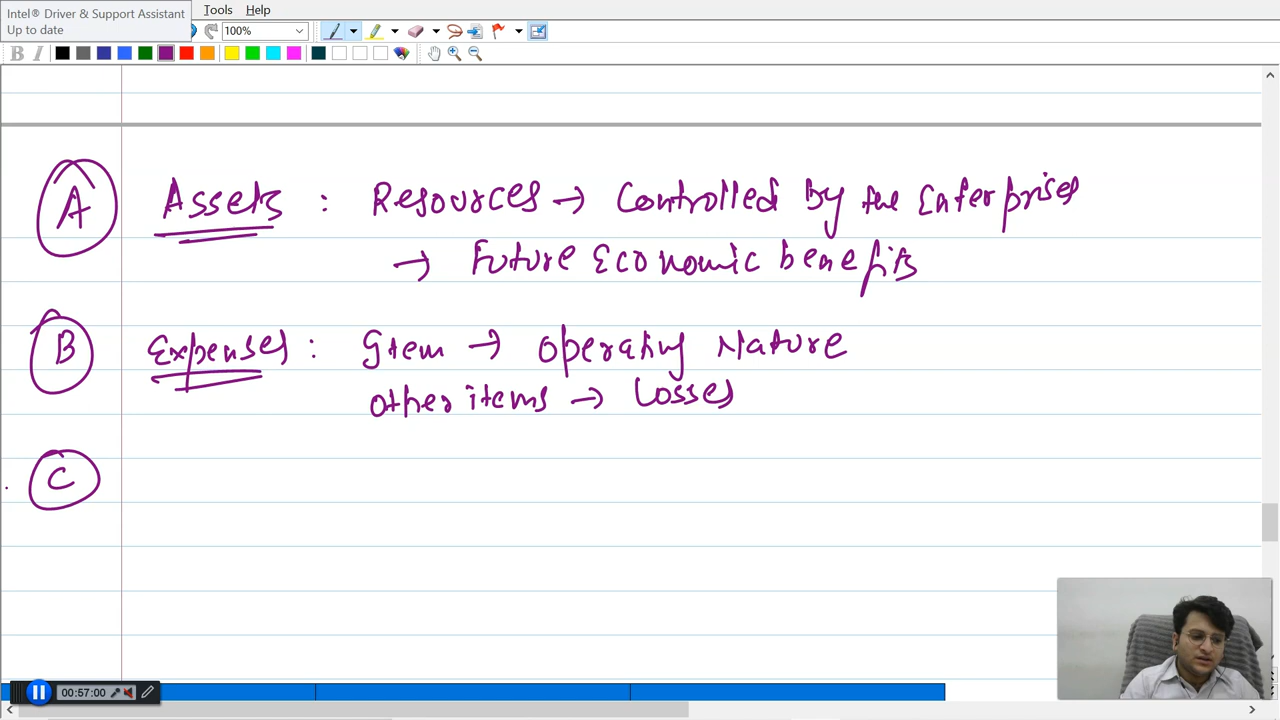 Intel® Driver & Support Assistant
Up to date
Tools Help
100%
B I
A Assets : Resources → Controlled by the Enterprises
→ Future Economic benefits
B Expenses : Item → Operating Nature
Other items → Losses
C
00:57:00